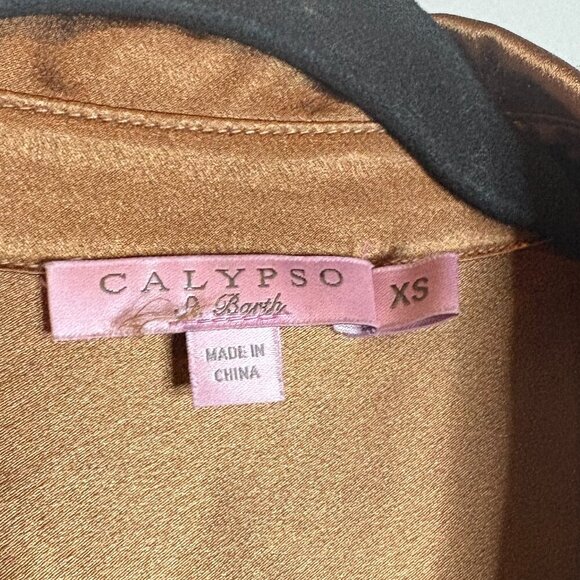 CALYPSO
St. Barth
XS
MADE IN
CHINA